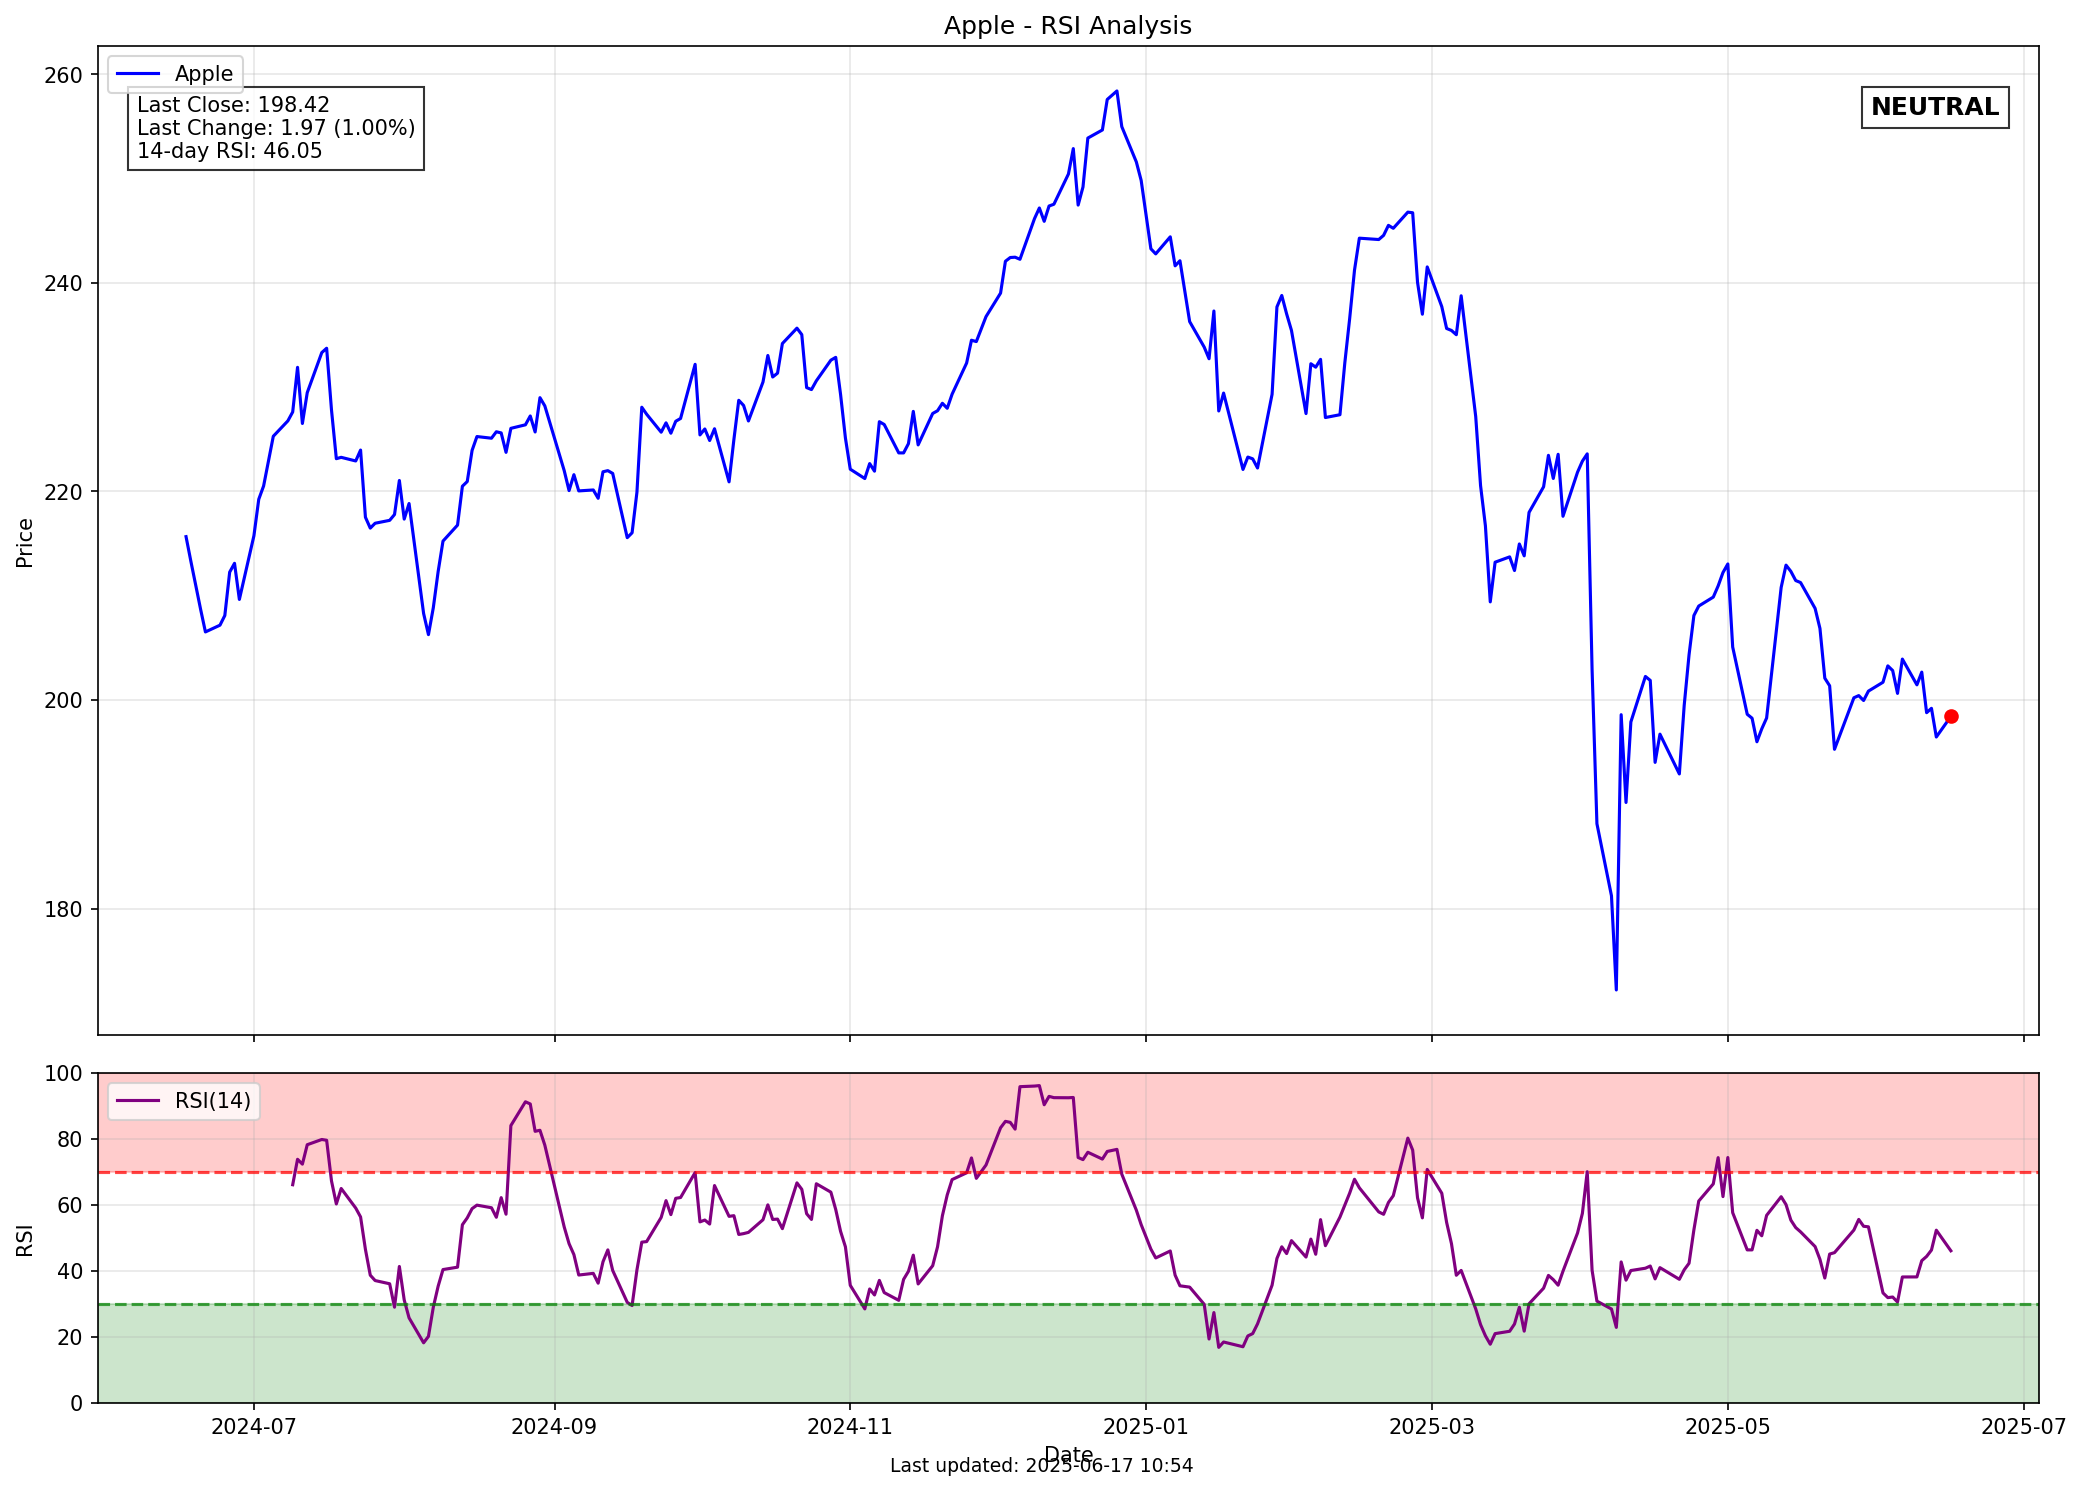 Apple - RSI Analysis
Apple
Last Close: 198.42
Last Change: 1.97 (1.00%)
14-day RSI: 46.05
NEUTRAL
260
240
220
200
180
Price
RSI(14)
100
80
60
40
20
0
RSI
2024-07
2024-09
2024-11
2025-01
2025-03
2025-05
2025-07
Date
Last updated: 2025-06-17 10:54